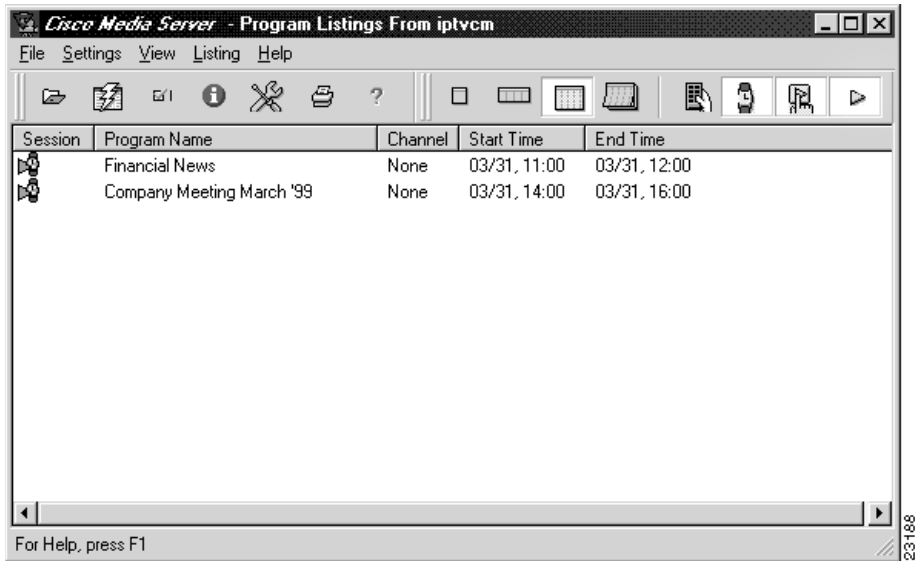 Cisco Media Server - Program Listings From iptvcm
File Settings View Listing Help
?
Session Program Name Channel Start Time End Time
Financial News None 03/31, 11:00 03/31, 12:00
Company Meeting March '99 None 03/31, 14:00 03/31, 16:00
For Help, press F1
23188